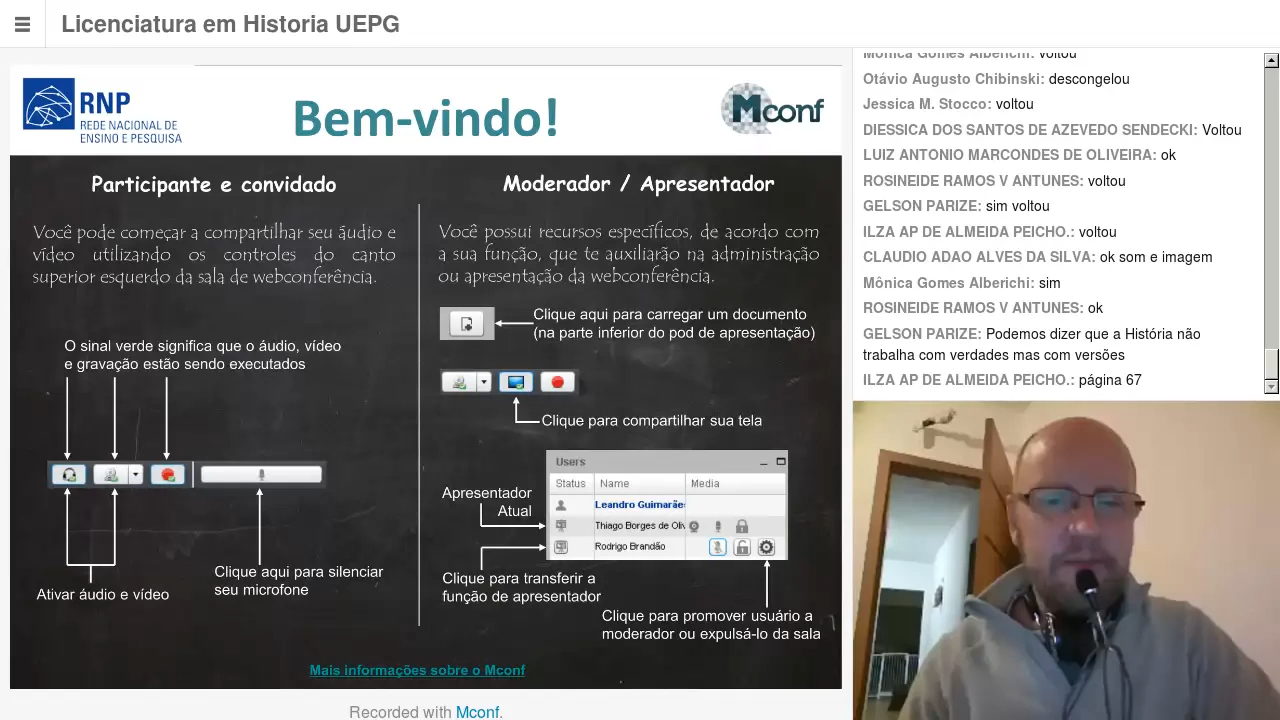 Licenciatura em Historia UEPG
RNP
REDE NACIONAL DE
ENSINO E PESQUISA
Bem-vindo!
Mconf
Participante e convidado
Você pode começar a compartilhar seu áudio e
vídeo utilizando os controles do canto
superior esquerdo da sala de webconferência.
O sinal verde significa que o áudio, vídeo
e gravação estão sendo executados
Ativar áudio e vídeo
Clique aqui para silenciar
seu microfone
Moderador / Apresentador
Você possui recursos específicos, de acordo com
a sua função, que te auxiliarão na administração
ou apresentação da webconferência.
Clique aqui para carregar um documento
(na parte inferior do pod de apresentação)
Clique para compartilhar sua tela
Users
Status Name Media
Leandro Guimarães
Thiago Borges de Oliv
Rodrigo Brandão
Apresentador
Atual
Clique para transferir a
função de apresentador
Clique para promover usuário a
moderador ou expulsá-lo da sala
Mais informações sobre o Mconf
Recorded with Mconf.
Mônica Gomes Alberichi: voltou
Otávio Augusto Chibinski: descongelou
Jessica M. Stocco: voltou
DIESSICA DOS SANTOS DE AZEVEDO SENDECKI: Voltou
LUIZ ANTONIO MARCONDES DE OLIVEIRA: ok
ROSINEIDE RAMOS V ANTUNES: voltou
GELSON PARIZE: sim voltou
ILZA AP DE ALMEIDA PEICHO.: voltou
CLAUDIO ADAO ALVES DA SILVA: ok som e imagem
Mônica Gomes Alberichi: sim
ROSINEIDE RAMOS V ANTUNES: ok
GELSON PARIZE: Podemos dizer que a História não
trabalha com verdades mas com versões
ILZA AP DE ALMEIDA PEICHO.: página 67